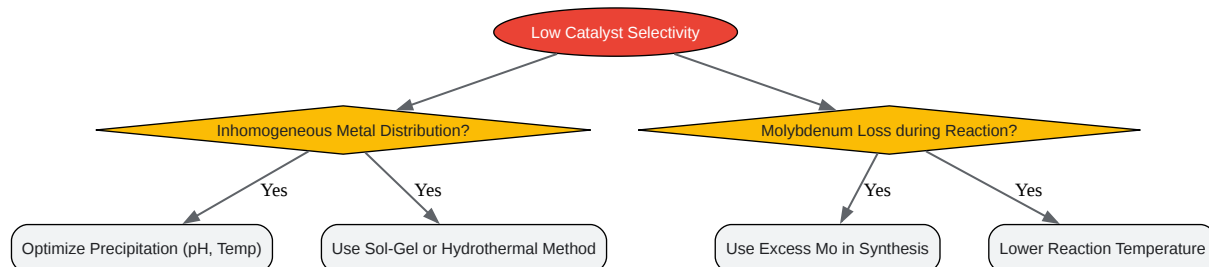 Low Catalyst Selectivity
Inhomogeneous Metal Distribution?
Molybdenum Loss during Reaction?
Yes
Yes
Yes
Yes
Optimize Precipitation (pH, Temp)
Use Sol-Gel or Hydrothermal Method
Use Excess Mo in Synthesis
Lower Reaction Temperature